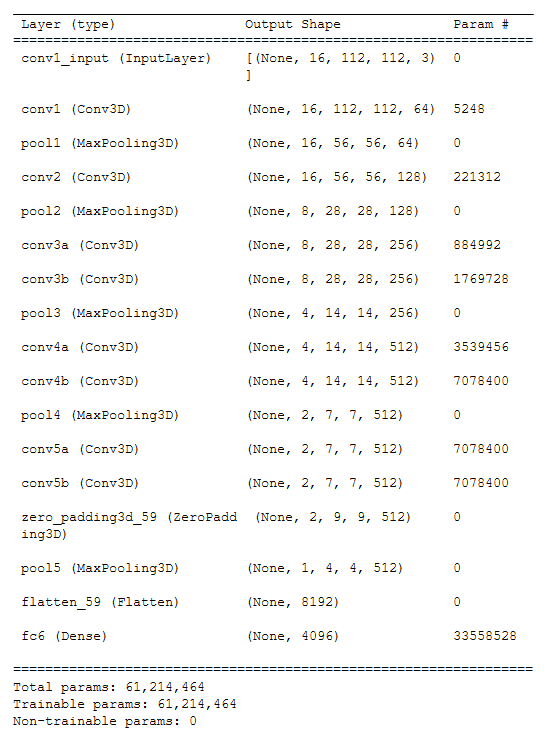 Layer (type) Output Shape Param #
=================================================================
conv1_input (InputLayer) [(None, 16, 112, 112, 3) 0
]
conv1 (Conv3D) (None, 16, 112, 112, 64) 5248
pool1 (MaxPooling3D) (None, 16, 56, 56, 64) 0
conv2 (Conv3D) (None, 16, 56, 56, 128) 221312
pool2 (MaxPooling3D) (None, 8, 28, 28, 128) 0
conv3a (Conv3D) (None, 8, 28, 28, 256) 884992
conv3b (Conv3D) (None, 8, 28, 28, 256) 1769728
pool3 (MaxPooling3D) (None, 4, 14, 14, 256) 0
conv4a (Conv3D) (None, 4, 14, 14, 512) 3539456
conv4b (Conv3D) (None, 4, 14, 14, 512) 7078400
pool4 (MaxPooling3D) (None, 2, 7, 7, 512) 0
conv5a (Conv3D) (None, 2, 7, 7, 512) 7078400
conv5b (Conv3D) (None, 2, 7, 7, 512) 7078400
zero_padding3d_59 (ZeroPadd (None, 2, 9, 9, 512) 0
ing3D)
pool5 (MaxPooling3D) (None, 1, 4, 4, 512) 0
flatten_59 (Flatten) (None, 8192) 0
fc6 (Dense) (None, 4096) 33558528
=================================================================
Total params: 61,214,464
Trainable params: 61,214,464
Non-trainable params: 0